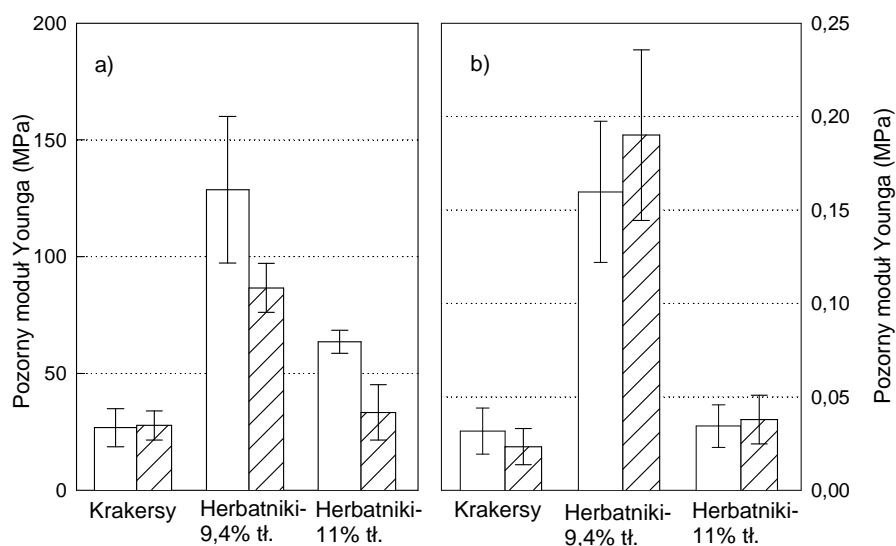 200
150
100
50
0
Pozorny moduł Younga (MPa)
a)
Krakersy
Herbatniki-
9,4% tł.
Herbatniki-
11% tł.
b)
Krakersy
Herbatniki-
9,4% tł.
Herbatniki-
11% tł.
0,25
0,20
0,15
0,10
0,05
0,00
Pozorny moduł Younga (MPa)